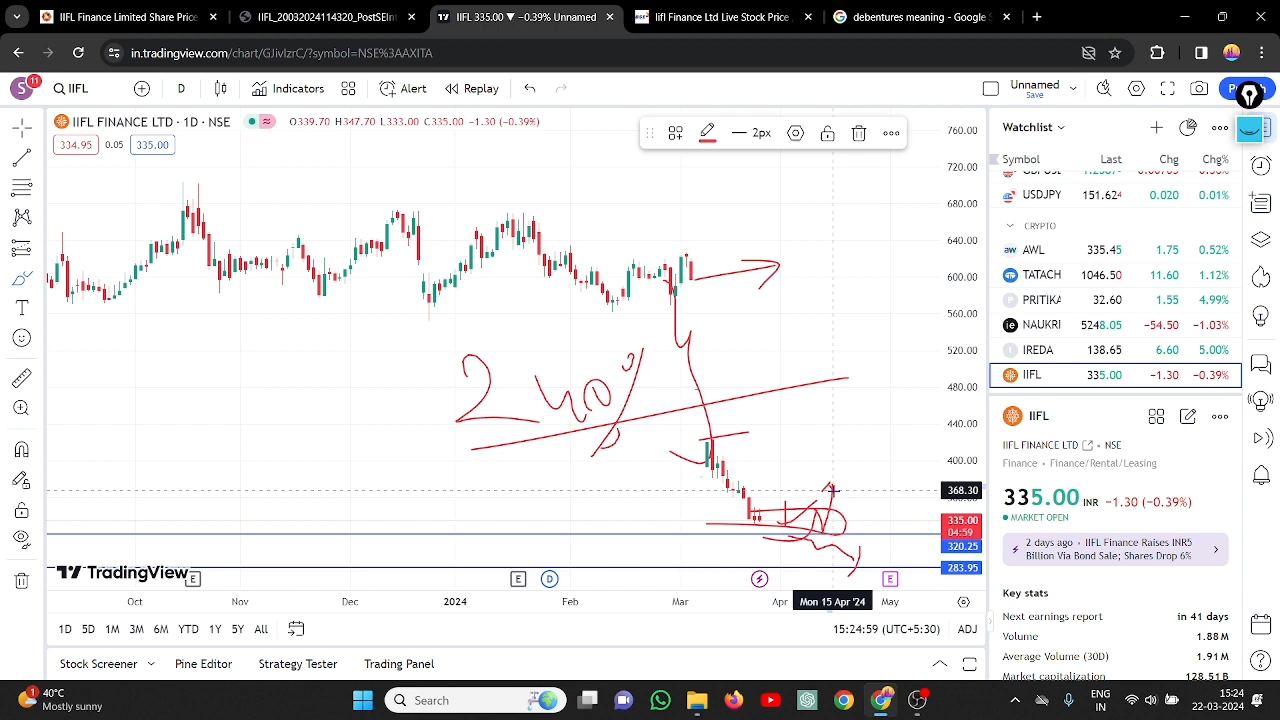 IIFL Finance Limited Share Price
IIFL_20032024114320_PostSEInt
IIFL 335.00 ▼ −0.39% Unnamed
Iifl Finance Ltd Live Stock Price,
debentures meaning - Google S
in.tradingview.com/chart/GJivIzrC/?symbol=NSE%3AAXITA
S 11 IIFL D Indicators Alert Replay Unnamed
Save
IIFL FINANCE LTD · 1D · NSE O339.70 H347.70 L333.00 C335.00 −1.30 (−0.39%)
334.95 0.05 335.00
2px
760.00
720.00
680.00
640.00
600.00
560.00
520.00
480.00
440.00
400.00
368.30
335.00
04:59
320.25
283.95
2 40%
TradingView
E E D E
Oct Nov Dec 2024 Feb Mar Apr Mon 15 Apr '24 May
1D 5D 1M 3M 6M YTD 1Y 5Y All 15:24:59 (UTC+5:30) ADJ
Stock Screener Pine Editor Strategy Tester Trading Panel
Watchlist
Symbol Last Chg Chg%
USDJPY 151.624 0.020 0.01%
CRYPTO
AWL 335.45 1.75 0.52%
TATACH 1046.50 11.60 1.12%
PRITIKA 32.60 1.55 4.99%
NAUKRI 5248.05 −54.50 −1.03%
IREDA 138.65 6.60 5.00%
IIFL 335.00 −1.30 −0.39%
IIFL
IIFL FINANCE LTD • NSE
Finance • Finance/Rental/Leasing
335.00 INR −1.30 (−0.39%)
MARKET OPEN
2 days ago • IIFL Finance Raises INR5
Billion Via Bond Sale; Shares Drop 6%
Key stats
Next earnings report in 41 days
Volume 1.88 M
Average Volume (30D) 1.91 M
Market capitalization 128.51B
1 40°C
Mostly sunny
Search
ENG
IN
15:24
22-03-2024